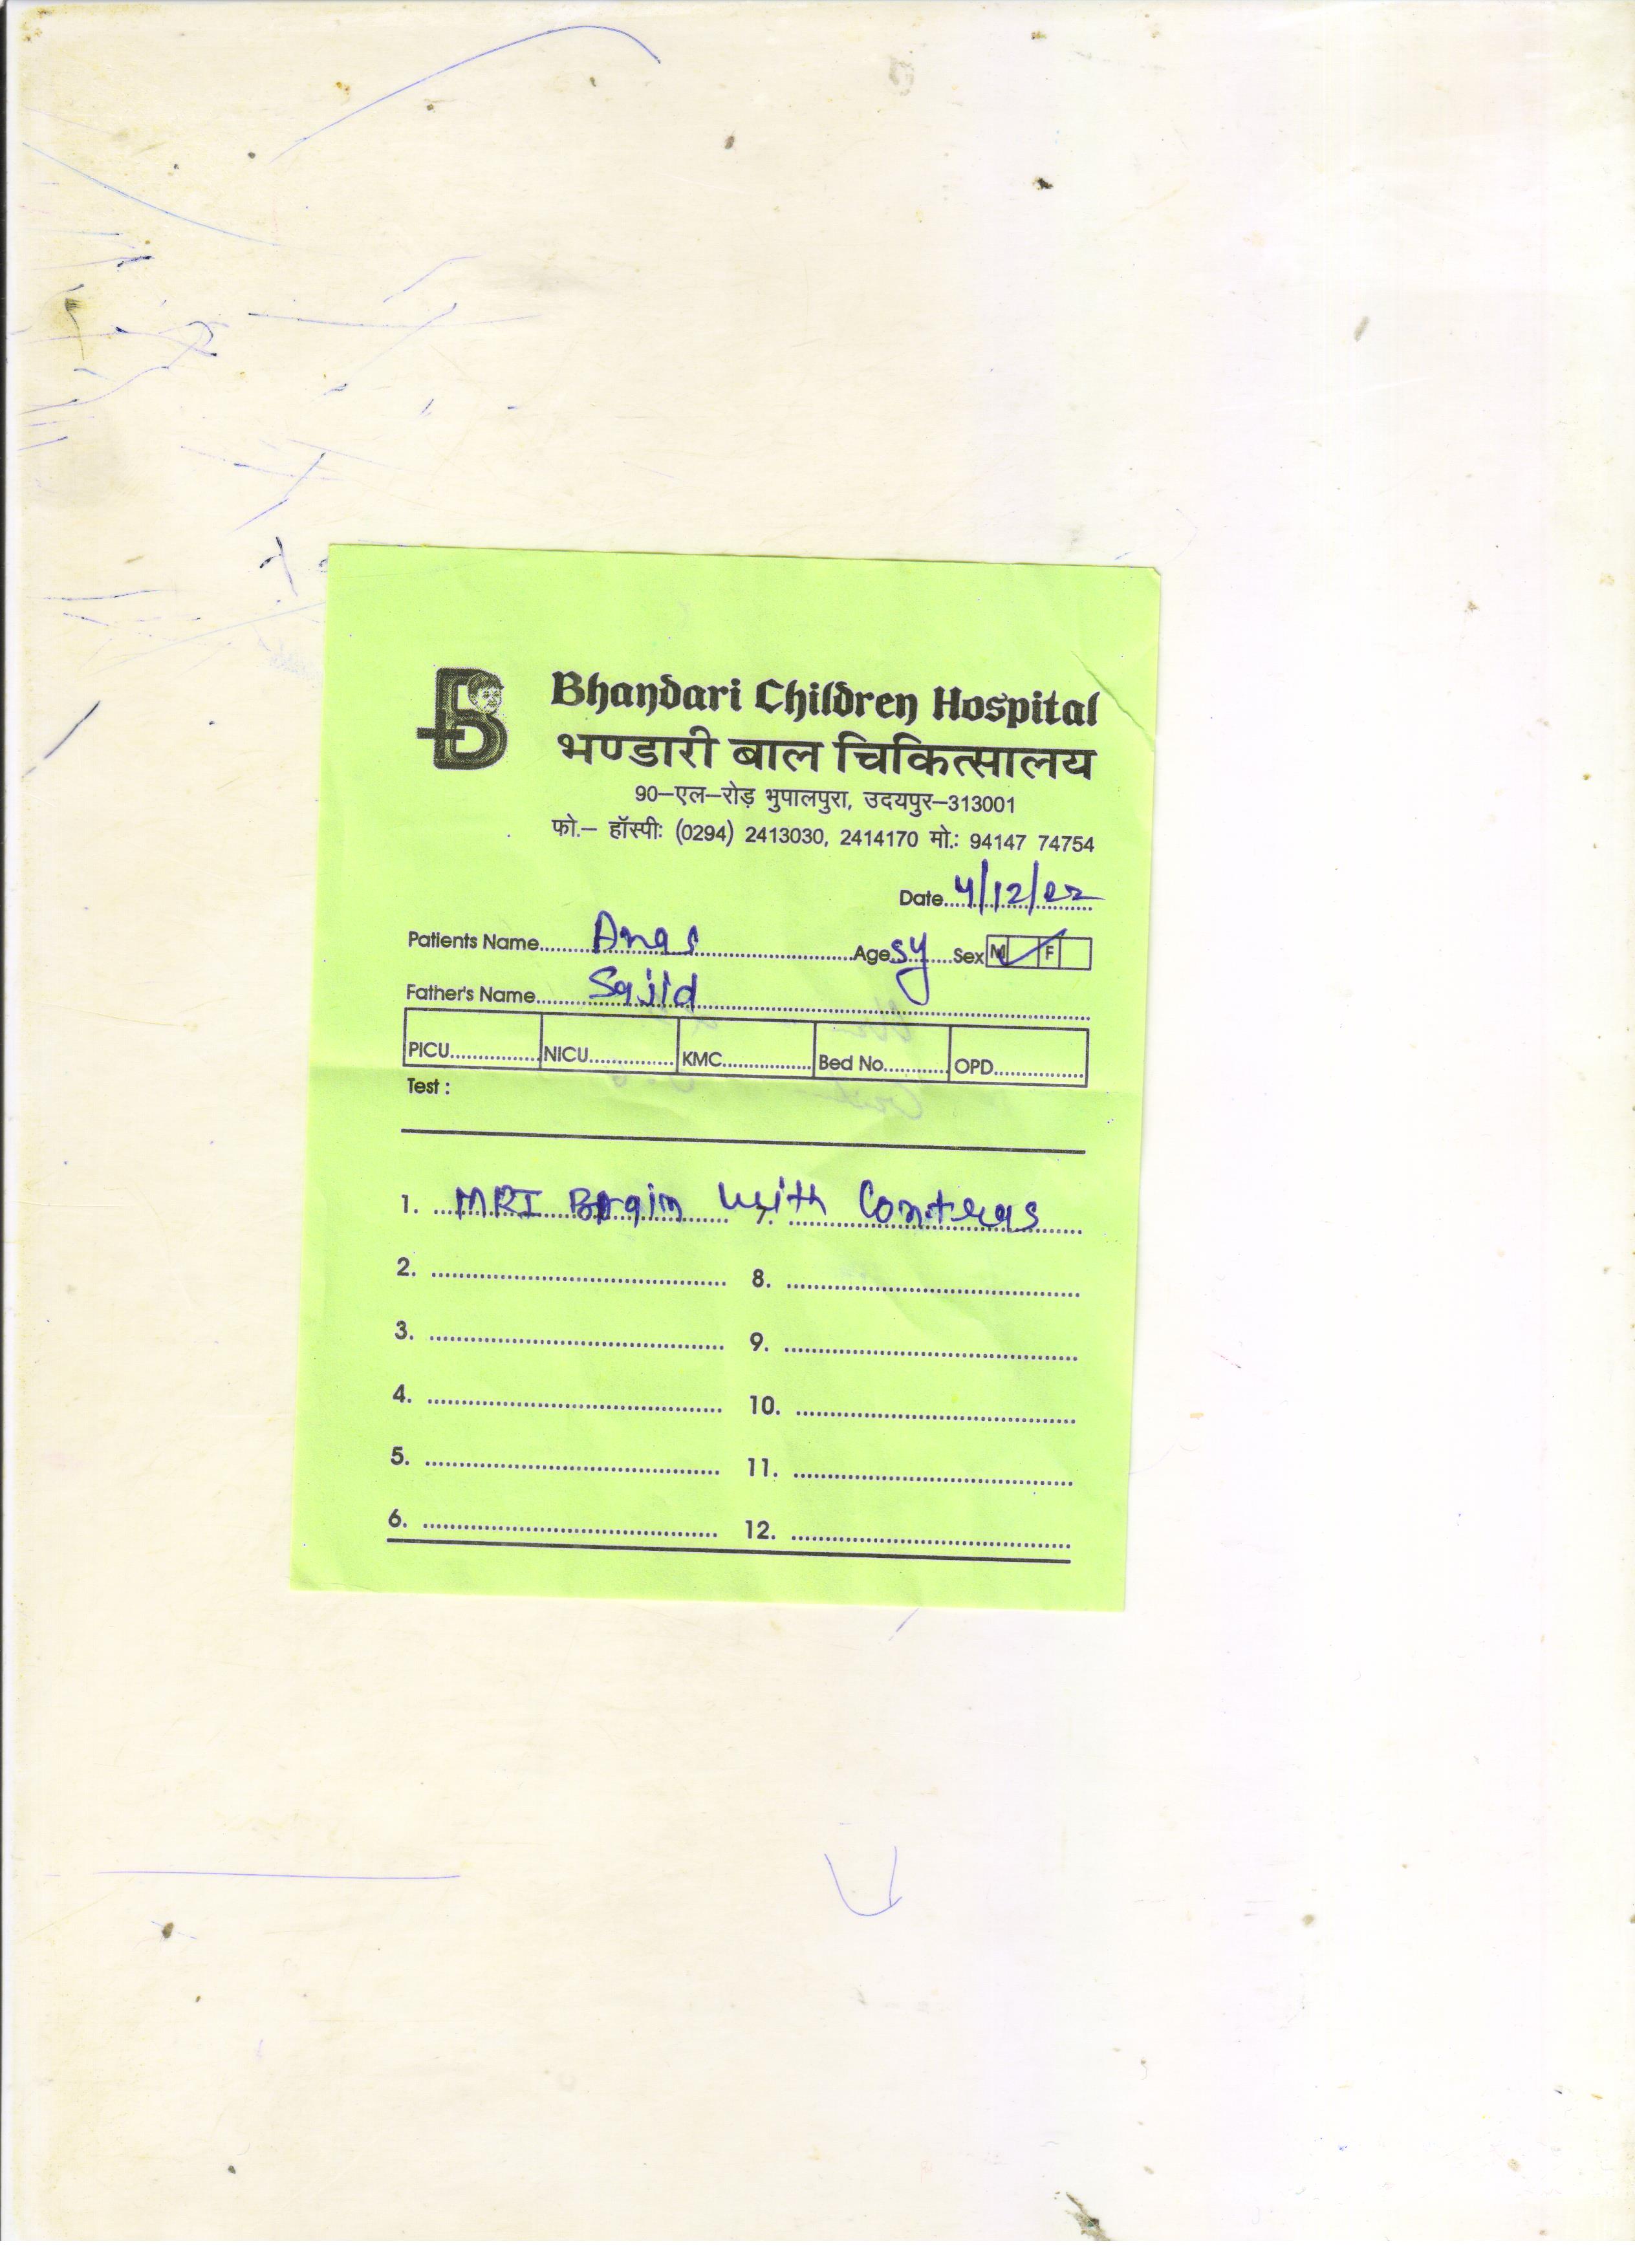 Bhandari Children Hospital
भण्डारी बाल चिकित्सालय
90–एल–रोड़ भुपालपुरा, उदयपुर–313001
फो.– हॉस्पी: (0294) 2413030, 2414170 मो.: 94147 74754
Date 4/12/22
Patients Name Anas Age 5y Sex M F
Father's Name Sajid
PICU NICU KMC Bed No. OPD
Test :
1. MRI Brain with Contras 7.
2. 8.
3. 9.
4. 10.
5. 11.
6. 12.